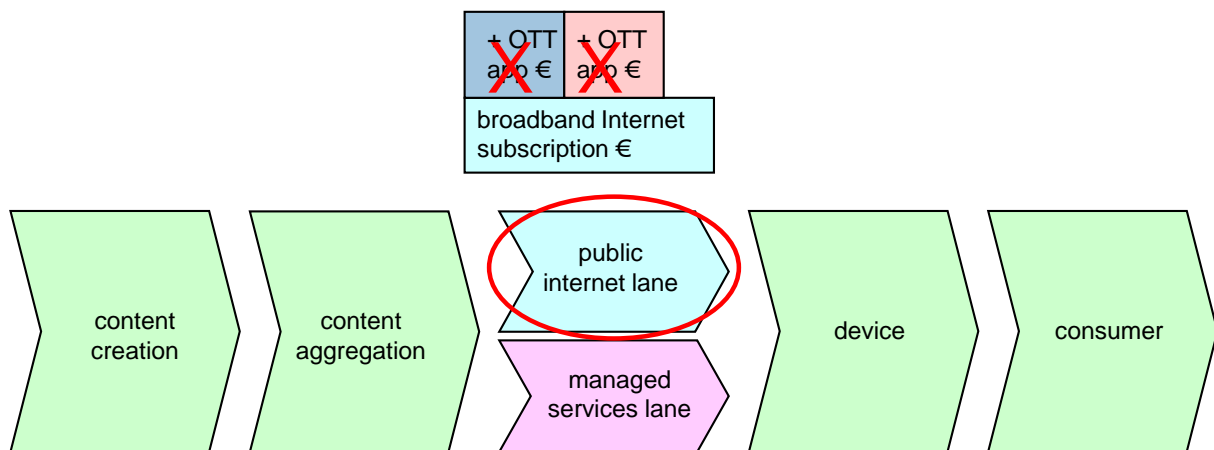 + OTT
app €
+ OTT
app €
broadband Internet
subscription €
content
creation
content
aggregation
public
internet lane
managed
services lane
device
consumer